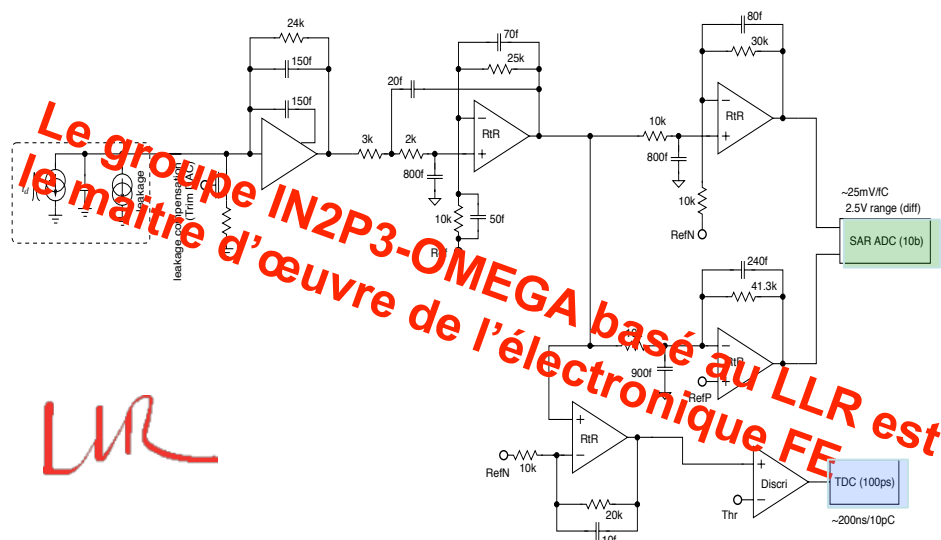 24k
150f
150f
20f
3k
2k
800f
70f
25k
RtR
10k
50f
80f
30k
RtR
10k
800f
10k
RefN
~25mV/fC
2.5V range (diff)
SAR ADC (10b)
240f
41.3k
900f
RefP
RtR
RefN
10k
20k
10f
Discri
Thr
TDC (100ps)
~200ns/10pC
leakage
leakage compensation
(Trim DAC)
Le groupe IN2P3-OMEGA basé au LLR est
le maître d’œuvre de l’électronique FE
LLR